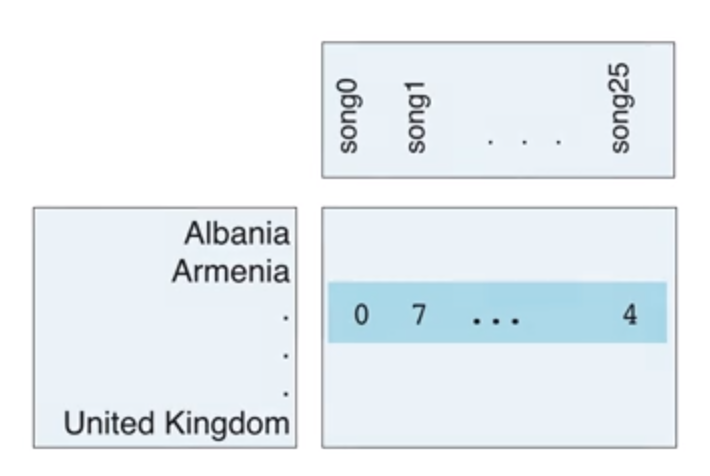 song0 song1 . . . song25
Albania
Armenia
.
0 7 ... 4
.
.
United Kingdom